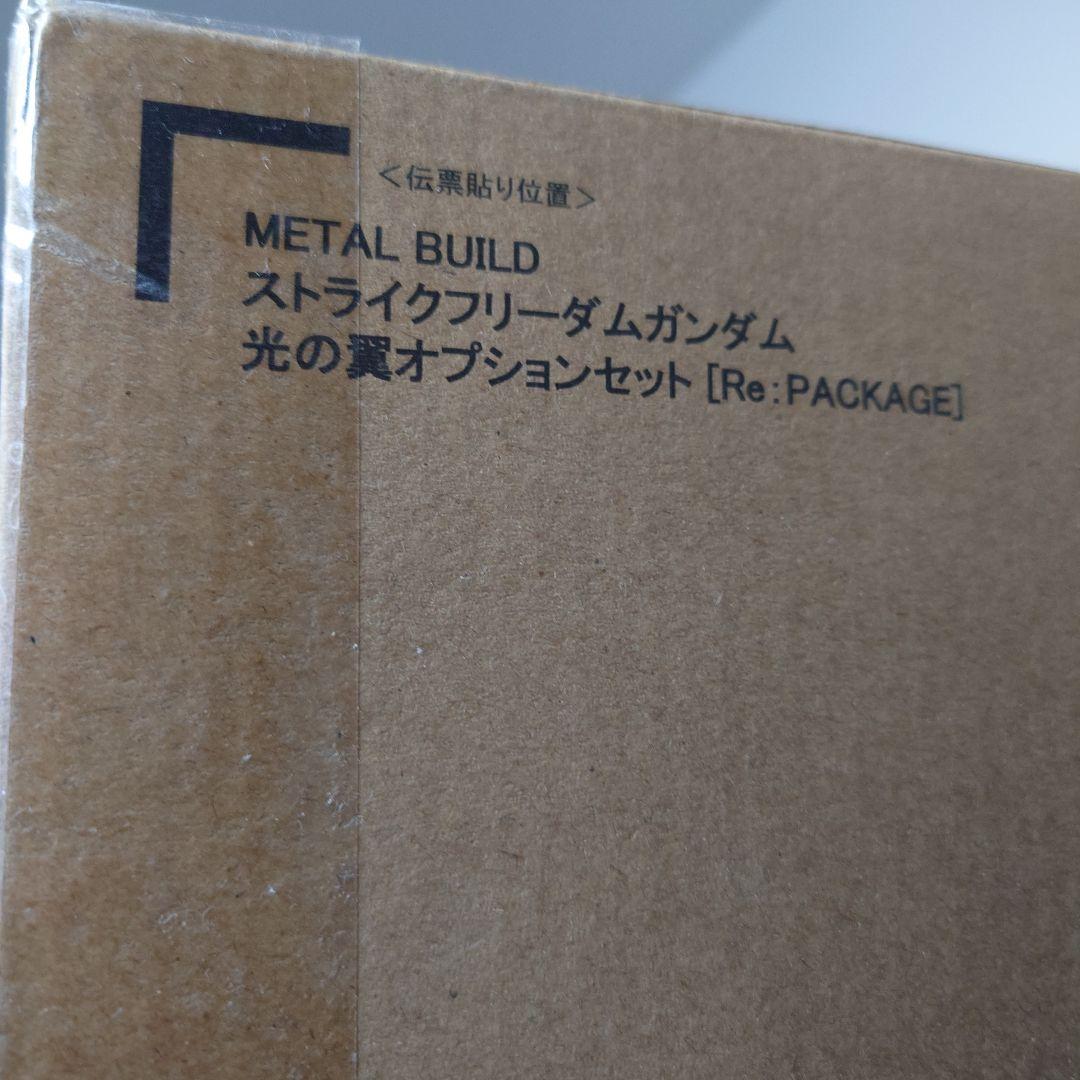 ＜伝票貼り位置＞
METAL BUILD
ストライクフリーダムガンダム
光の翼オプションセット [Re:PACKAGE]